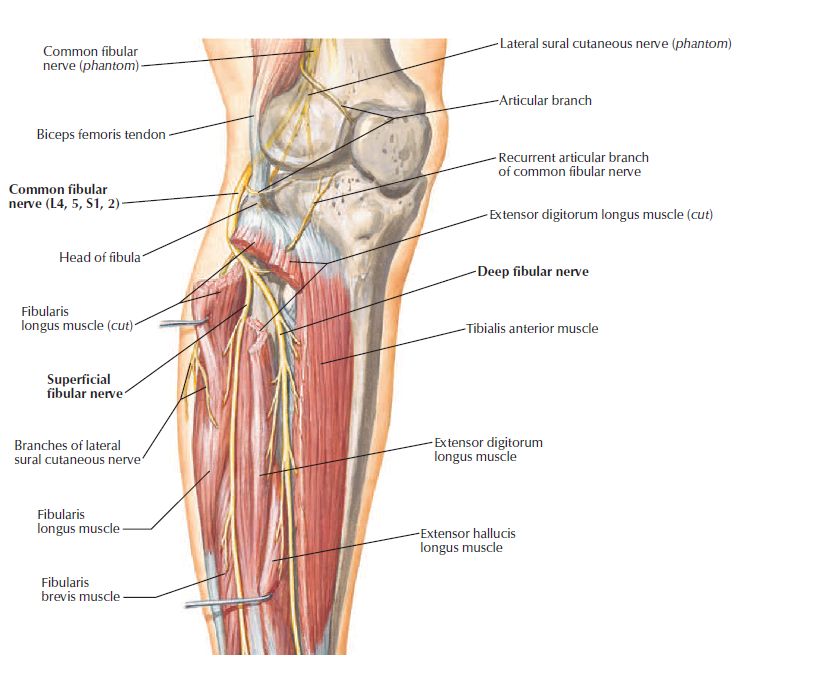 Common fibular
nerve (phantom)
Biceps femoris tendon
Common fibular
nerve (L4, 5, S1, 2)
Head of fibula
Fibularis
longus muscle (cut)
Superficial
fibular nerve
Branches of lateral
sural cutaneous nerve
Fibularis
longus muscle
Fibularis
brevis muscle
Lateral sural cutaneous nerve (phantom)
Articular branch
Recurrent articular branch
of common fibular nerve
Extensor digitorum longus muscle (cut)
Deep fibular nerve
Tibialis anterior muscle
Extensor digitorum
longus muscle
Extensor hallucis
longus muscle